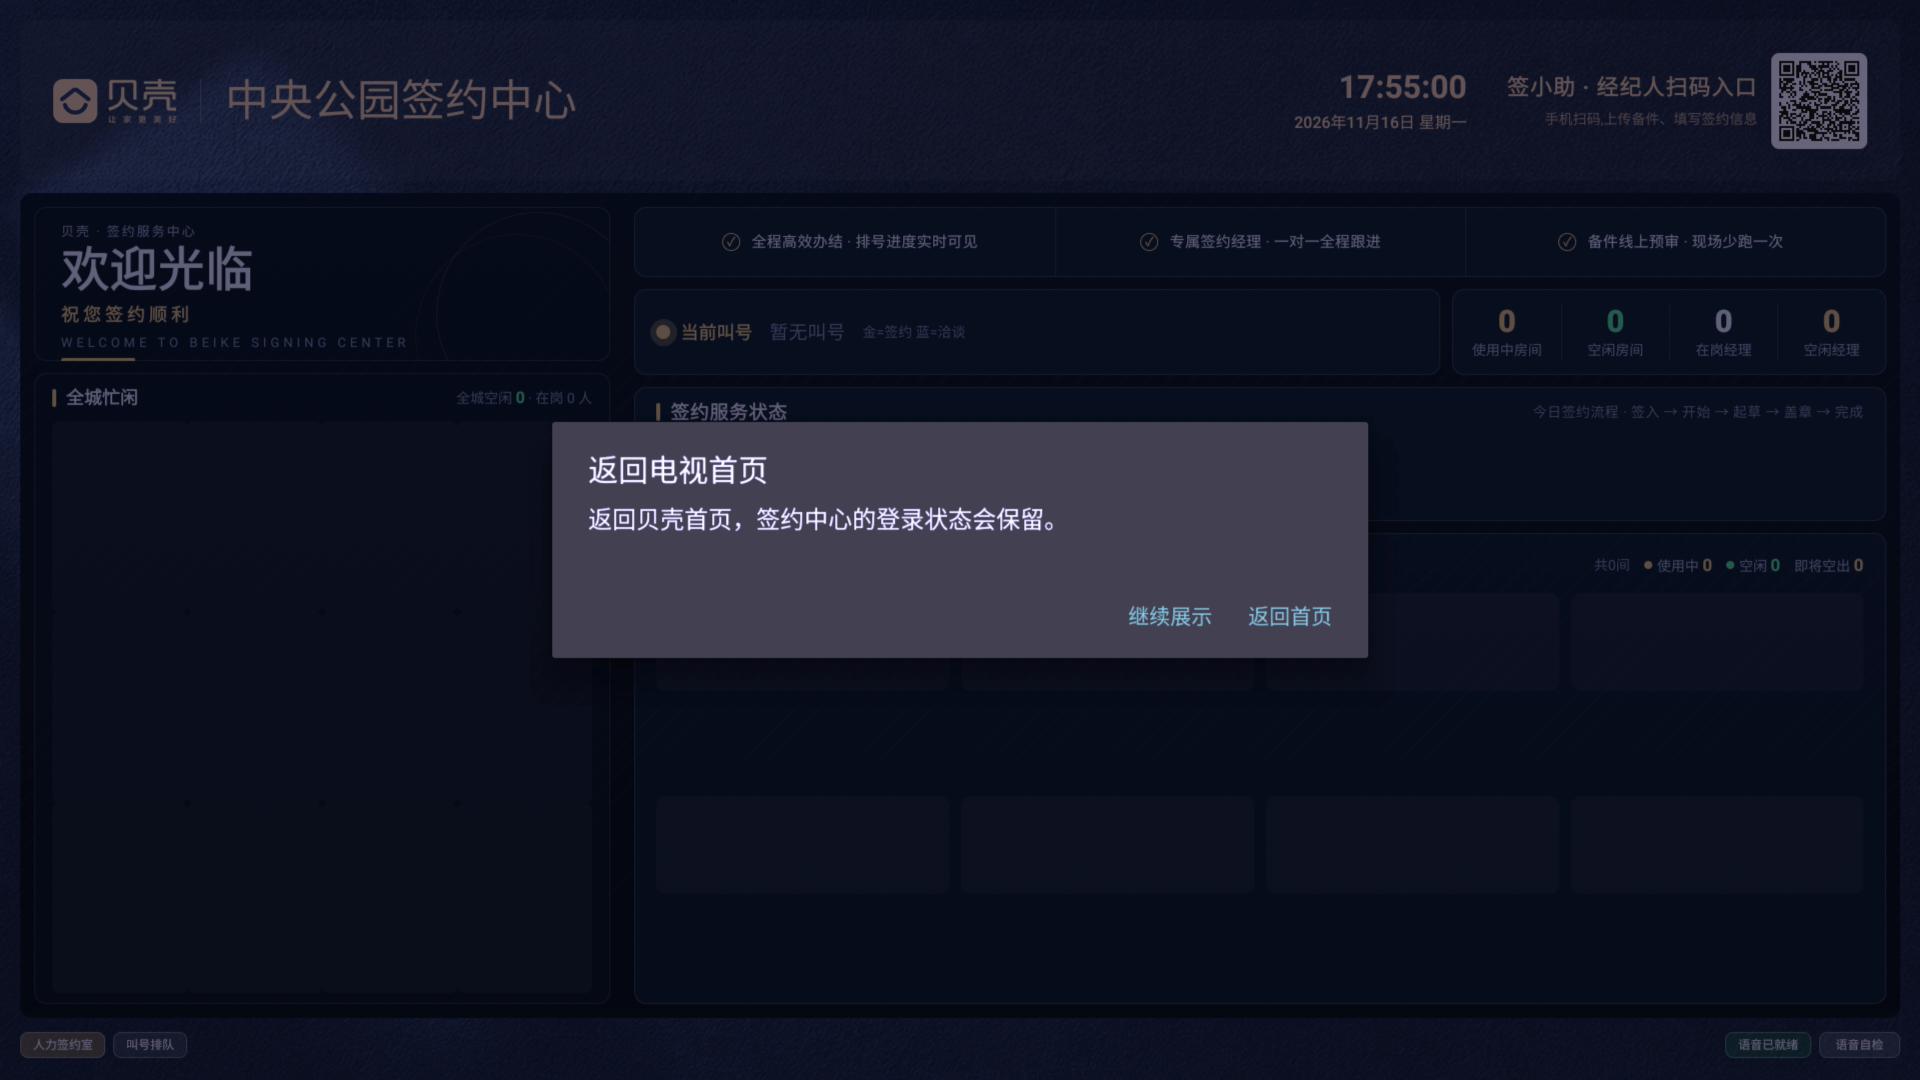 贝壳
让家更美好
中央公园签约中心
17:55:00
2026年11月16日 星期一
签小助 · 经纪人扫码入口
手机扫码,上传备件、填写签约信息
贝壳 · 签约服务中心
欢迎光临
祝您签约顺利
WELCOME TO BEIKE SIGNING CENTER
全程高效办结 · 排号进度实时可见
专属签约经理 · 一对一全程跟进
备件线上预审 · 现场少跑一次
当前叫号 暂无叫号 金=签约 蓝=洽谈
0 使用中房间
0 空闲房间
0 在岗经理
0 空闲经理
全城忙闲
全城空闲 0 · 在岗 0 人
签约服务状态
今日签约流程 · 签入 → 开始 → 起草 → 盖章 → 完成
返回电视首页
返回贝壳首页，签约中心的登录状态会保留。
继续展示 返回首页
共0间 使用中 0 空闲 0 即将空出 0
人力签约室 叫号排队
语音已就绪 语音自检